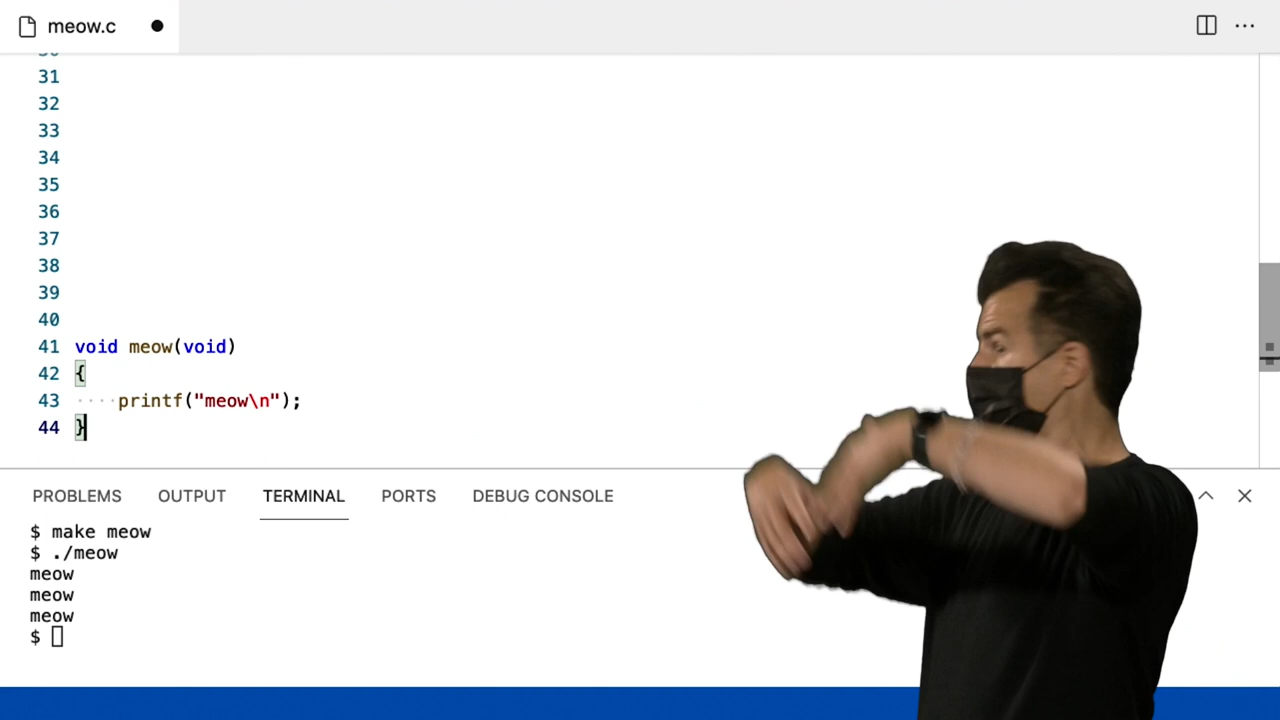 meow.c
31
32
33
34
35
36
37
38
39
40
41 void meow(void)
42 {
43 ····printf("meow\n");
44 }
PROBLEMS OUTPUT TERMINAL PORTS DEBUG CONSOLE
$ make meow
$ ./meow
meow
meow
meow
$